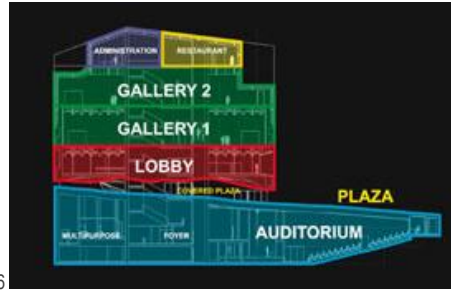 ADMINISTRATION RESTAURANT
GALLERY 2
GALLERY 1
LOBBY
COVERED PLAZA
PLAZA
MULTIPURPOSE FOYER AUDITORIUM
6